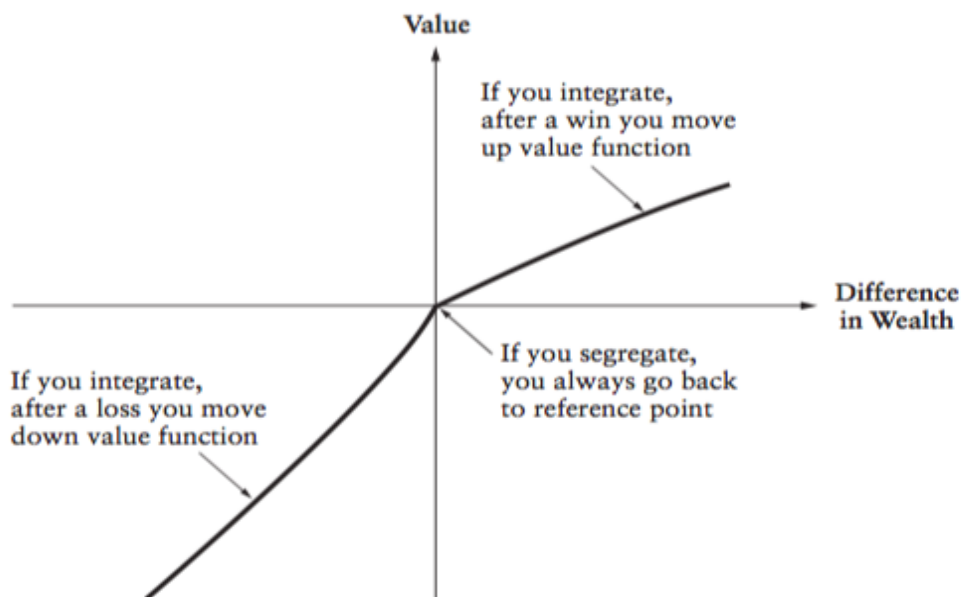 Value
If you integrate,
after a win you move
up value function
Difference
in Wealth
If you segregate,
you always go back
to reference point
If you integrate,
after a loss you move
down value function